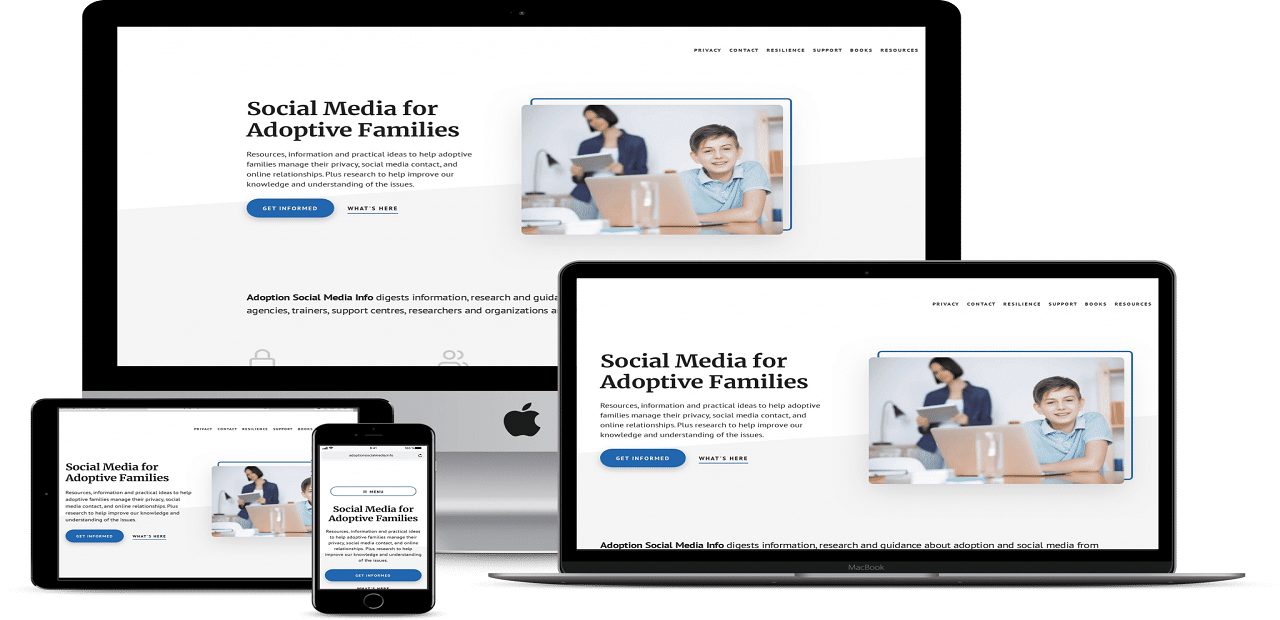 PRIVACY CONTACT RESILIENCE SUPPORT BOOKS RESOURCES
Social Media for
Adoptive Families
Resources, information and practical ideas to help adoptive
families manage their privacy, social media contact, and
online relationships. Plus research to help improve our
knowledge and understanding of the issues.
GET INFORMED WHAT'S HERE
Adoption Social Media Info digests information, research and guida
agencies, trainers, support centres, researchers and organizations a
PRIVACY CONTACT RESILIENCE SUPPORT BOOKS RESOURCES
Social Media for
Adoptive Families
Resources, information and practical ideas to help adoptive
families manage their privacy, social media contact, and
online relationships. Plus research to help improve our
knowledge and understanding of the issues.
GET INFORMED WHAT'S HERE
Adoption Social Media Info digests information, research and guidance about adoption and social media from
MacBook
PRIVACY CONTACT RESILIENCE SUPPORT BOOKS
Social Media for
Adoptive Families
Resources, information and practical ideas to help
adoptive families manage their privacy, social
media contact, and online relationships. Plus
research to help improve our knowledge and
understanding of the issues.
GET INFORMED WHAT'S HERE
adoptionsocialmedia.info
≡ MENU
Social Media for
Adoptive Families
Resources, information and practical ideas
to help adoptive families manage their
privacy, social media contact, and online
relationships. Plus research to help
improve our knowledge and understanding
of the issues.
GET INFORMED
WHAT'S HERE